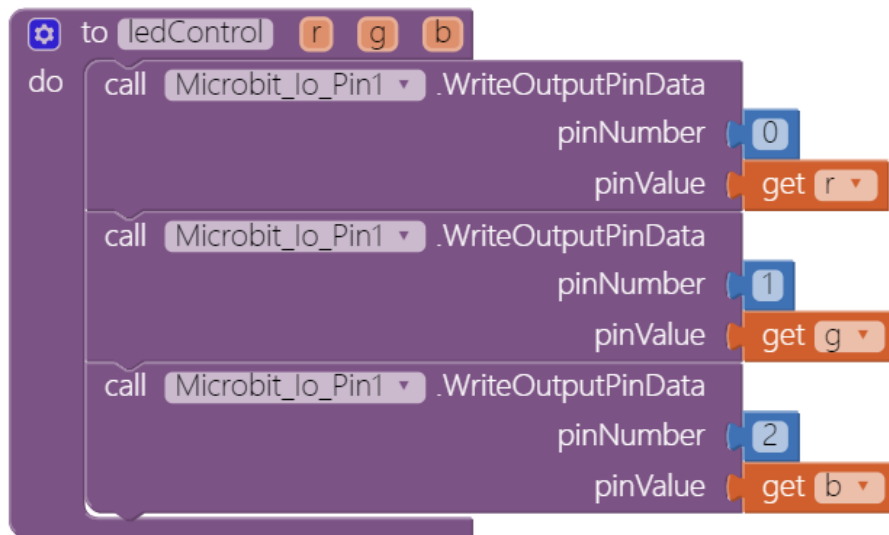 to ledControl r g b
do call Microbit_Io_Pin1 .WriteOutputPinData
pinNumber 0
pinValue get r
call Microbit_Io_Pin1 .WriteOutputPinData
pinNumber 1
pinValue get g
call Microbit_Io_Pin1 .WriteOutputPinData
pinNumber 2
pinValue get b